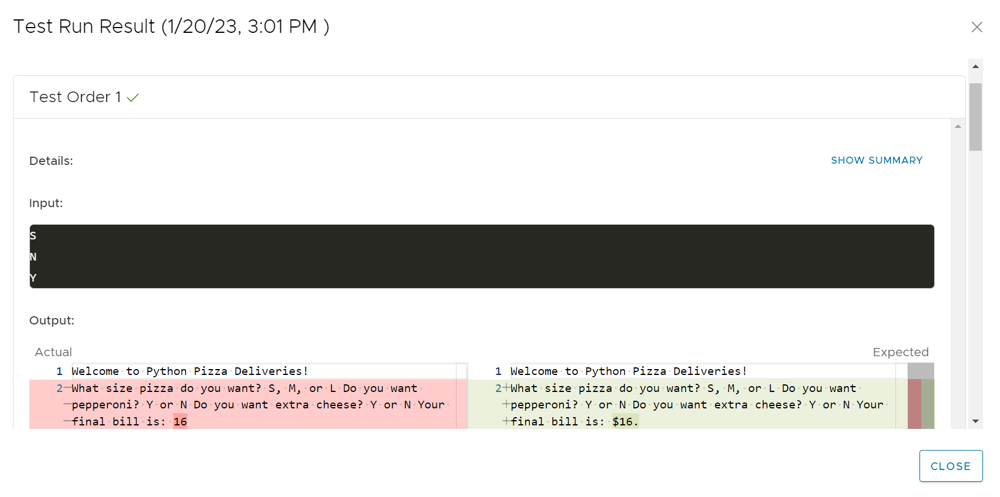 Test Run Result (1/20/23, 3:01 PM )
Test Order 1
Details:
SHOW SUMMARY
Input:
S
N
Y
Output:
Actual
Expected
1 Welcome to Python Pizza Deliveries!
2 What size pizza do you want? S, M, or L Do you want
pepperoni? Y or N Do you want extra cheese? Y or N Your
final bill is: 16
1 Welcome to Python Pizza Deliveries!
2 What size pizza do you want? S, M, or L Do you want
pepperoni? Y or N Do you want extra cheese? Y or N Your
final bill is: $16.
CLOSE